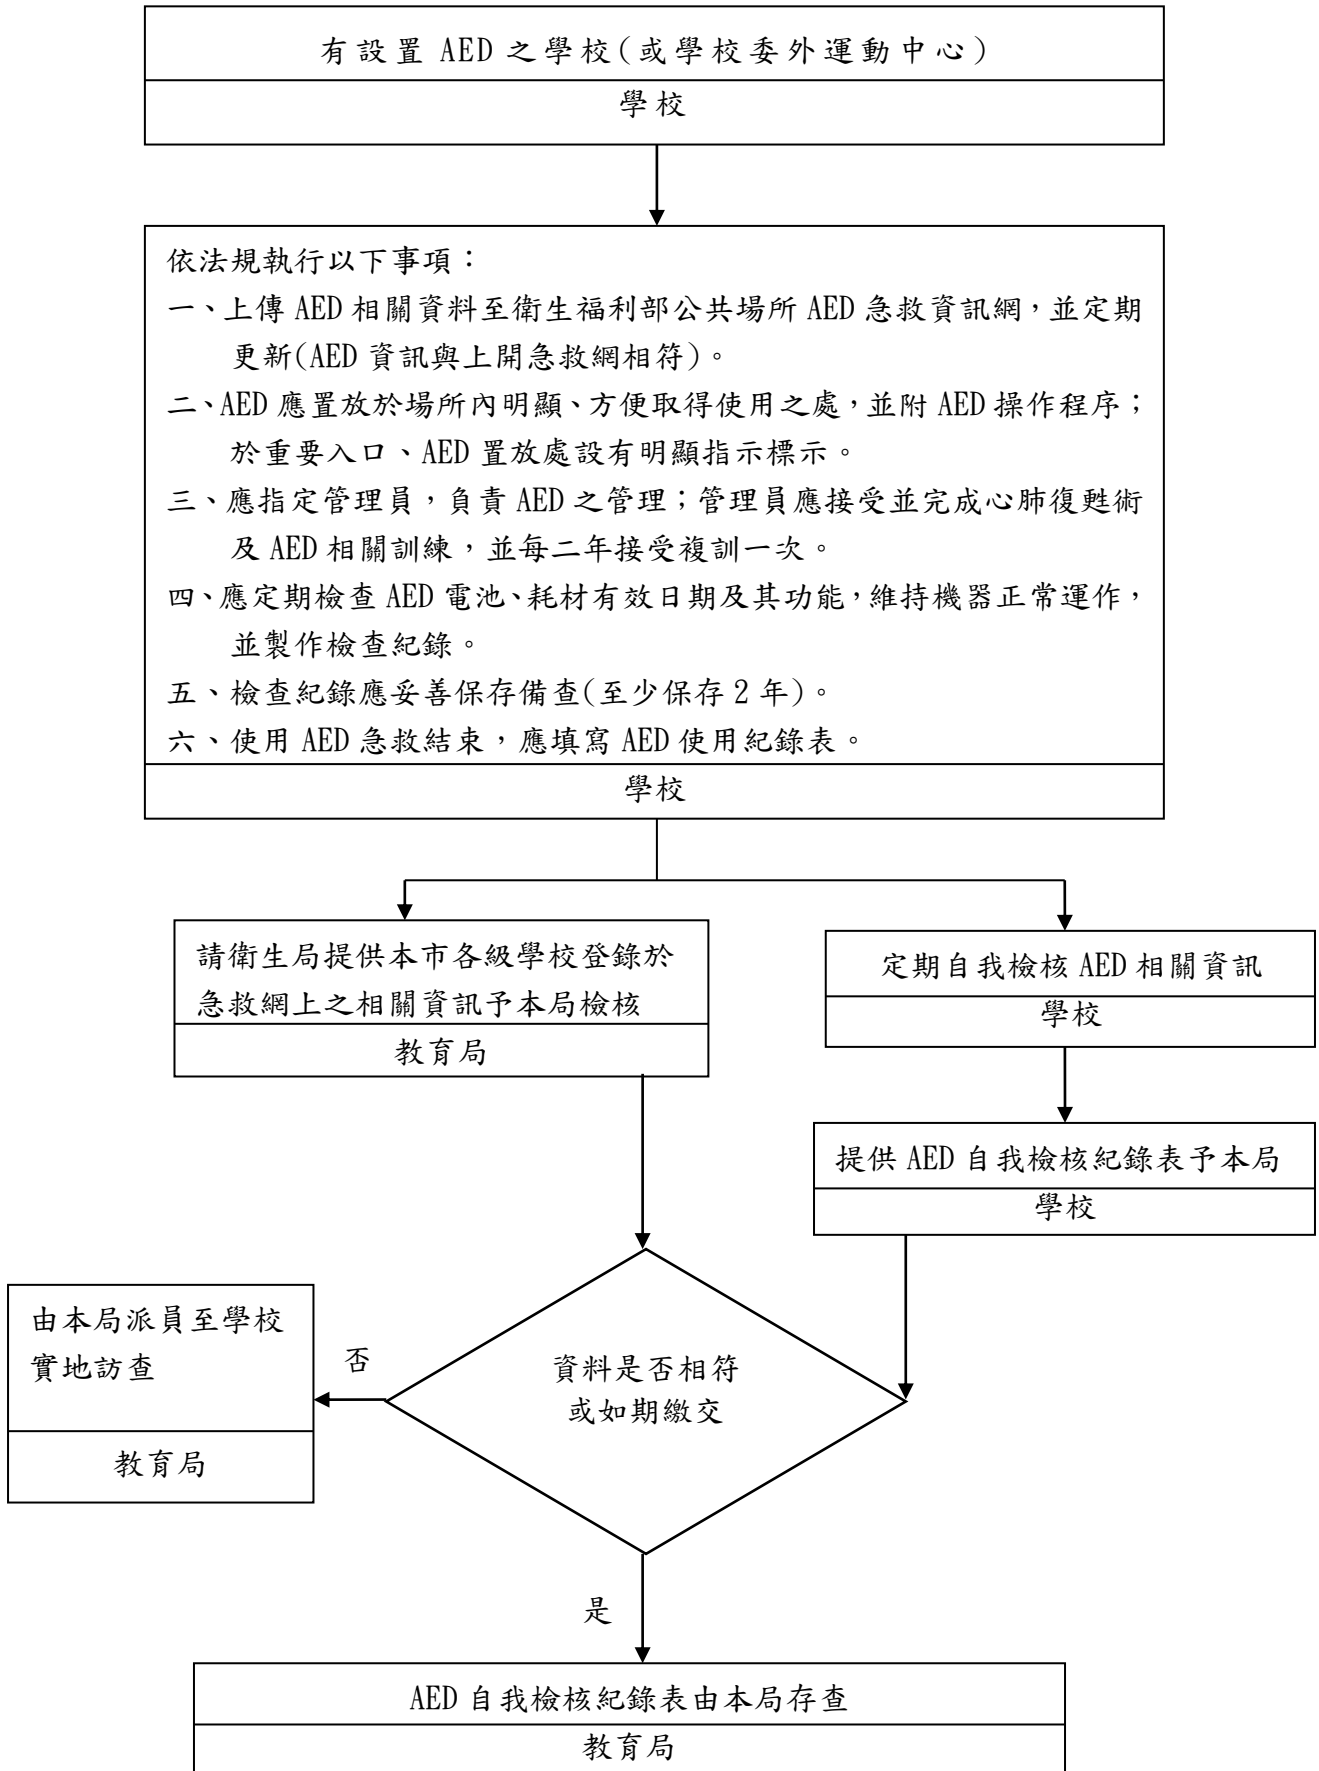 有設置 AED 之學校(或學校委外運動中心)
學校
依法規執行以下事項：
一、上傳 AED 相關資料至衛生福利部公共場所 AED 急救資訊網，並定期
更新(AED 資訊與上開急救網相符)。
二、AED 應置放於場所內明顯、方便取得使用之處，並附 AED 操作程序；
於重要入口、AED 置放處設有明顯指示標示。
三、應指定管理員，負責 AED 之管理；管理員應接受並完成心肺復甦術
及 AED 相關訓練，並每二年接受複訓一次。
四、應定期檢查 AED 電池、耗材有效日期及其功能，維持機器正常運作，
並製作檢查紀錄。
五、檢查紀錄應妥善保存備查(至少保存 2 年)。
六、使用 AED 急救結束，應填寫 AED 使用紀錄表。
學校
請衛生局提供本市各級學校登錄於
急救網上之相關資訊予本局檢核
教育局
定期自我檢核 AED 相關資訊
學校
提供 AED 自我檢核紀錄表予本局
學校
資料是否相符
或如期繳交
否
由本局派員至學校
實地訪查
教育局
是
AED 自我檢核紀錄表由本局存查
教育局